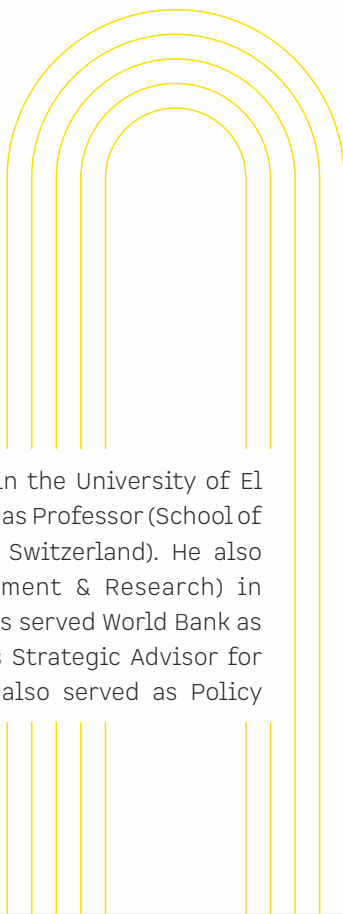 in the University of El
as Professor (School of
Switzerland). He also
ment & Research) in
s served World Bank as
s Strategic Advisor for
also served as Policy